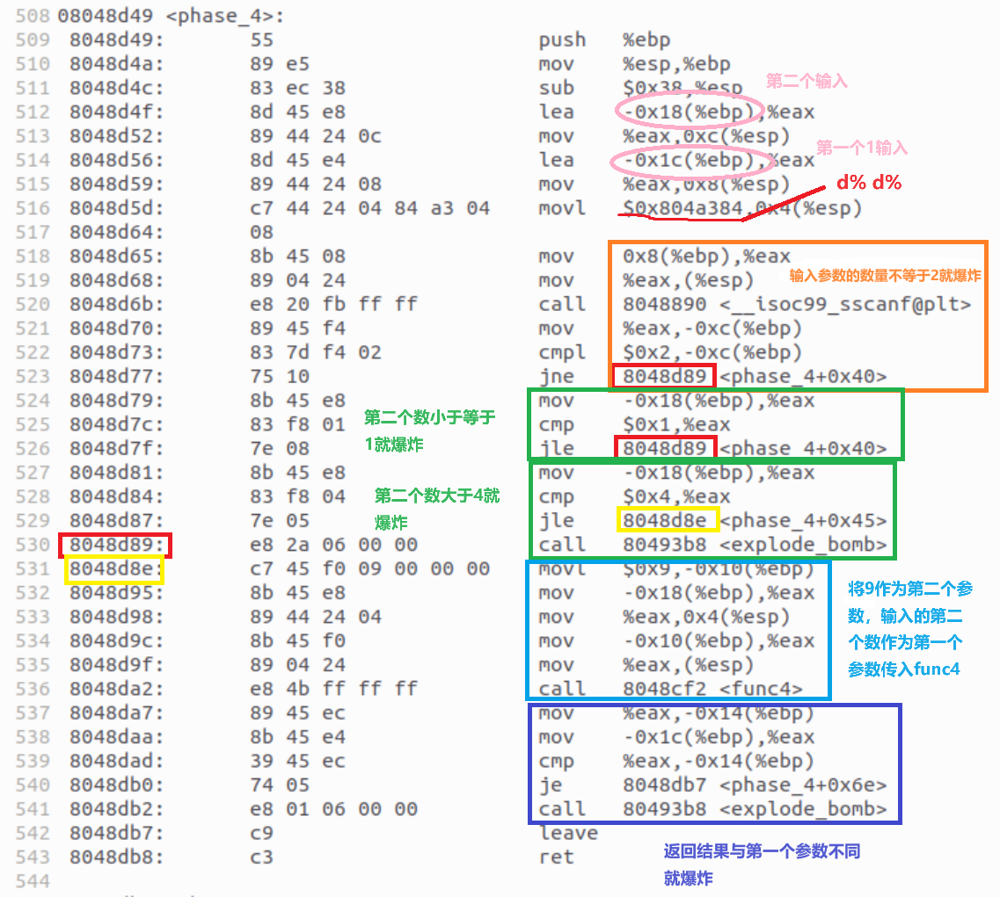 508 08048d49 <phase_4>:
509 8048d49: 55 push %ebp
510 8048d4a: 89 e5 mov %esp,%ebp
511 8048d4c: 83 ec 38 sub $0x38,%esp 第二个输入
512 8048d4f: 8d 45 e8 lea -0x18(%ebp),%eax
513 8048d52: 89 44 24 0c mov %eax,0xc(%esp)
514 8048d56: 8d 45 e4 lea -0x1c(%ebp),%eax 第一个1输入
515 8048d59: 89 44 24 08 mov %eax,0x8(%esp) d% d%
516 8048d5d: c7 44 24 04 84 a3 04 movl $0x804a384,0x4(%esp)
517 8048d64: 08
518 8048d65: 8b 45 08 mov 0x8(%ebp),%eax
519 8048d68: 89 04 24 mov %eax,(%esp) 输入参数的数量不等于2就爆炸
520 8048d6b: e8 20 fb ff ff call 8048890 <__isoc99_sscanf@plt>
521 8048d70: 89 45 f4 mov %eax,-0xc(%ebp)
522 8048d73: 83 7d f4 02 cmpl $0x2,-0xc(%ebp)
523 8048d77: 75 10 jne 8048d89 <phase_4+0x40>
524 8048d79: 8b 45 e8 mov -0x18(%ebp),%eax
第二个数小于等于
525 8048d7c: 83 f8 01 cmp $0x1,%eax
1就爆炸
526 8048d7f: 7e 08 jle 8048d89 <phase_4+0x40>
527 8048d81: 8b 45 e8 mov -0x18(%ebp),%eax
528 8048d84: 83 f8 04 cmp $0x4,%eax
第二个数大于4就
529 8048d87: 7e 05 jle 8048d8e <phase_4+0x45>
爆炸
530 8048d89: e8 2a 06 00 00 call 80493b8 <explode_bomb>
531 8048d8e: c7 45 f0 09 00 00 00 movl $0x9,-0x10(%ebp)
532 8048d95: 8b 45 e8 mov -0x18(%ebp),%eax 将9作为第二个参
533 8048d98: 89 44 24 04 mov %eax,0x4(%esp) 数，输入的第二
534 8048d9c: 8b 45 f0 mov -0x10(%ebp),%eax 个数作为第一个
535 8048d9f: 89 04 24 mov %eax,(%esp) 参数传入func4
536 8048da2: e8 4b ff ff ff call 8048cf2 <func4>
537 8048da7: 89 45 ec mov %eax,-0x14(%ebp)
538 8048daa: 8b 45 e4 mov -0x1c(%ebp),%eax
539 8048dad: 39 45 ec cmp %eax,-0x14(%ebp)
540 8048db0: 74 05 je 8048db7 <phase_4+0x6e>
541 8048db2: e8 01 06 00 00 call 80493b8 <explode_bomb>
542 8048db7: c9 leave
543 8048db8: c3 ret
返回结果与第一个参数不同
就爆炸
544